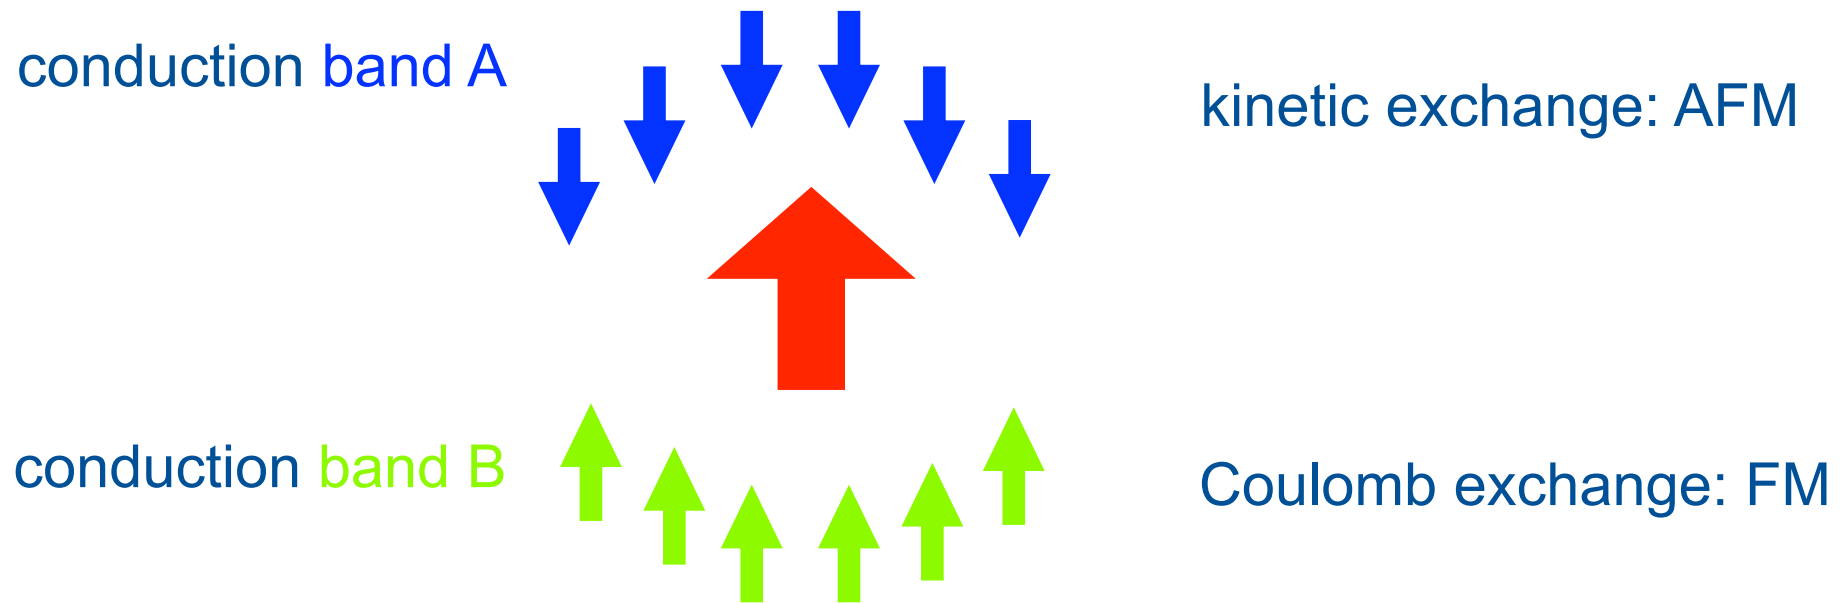 conduction band A
kinetic exchange: AFM
conduction band B
Coulomb exchange: FM